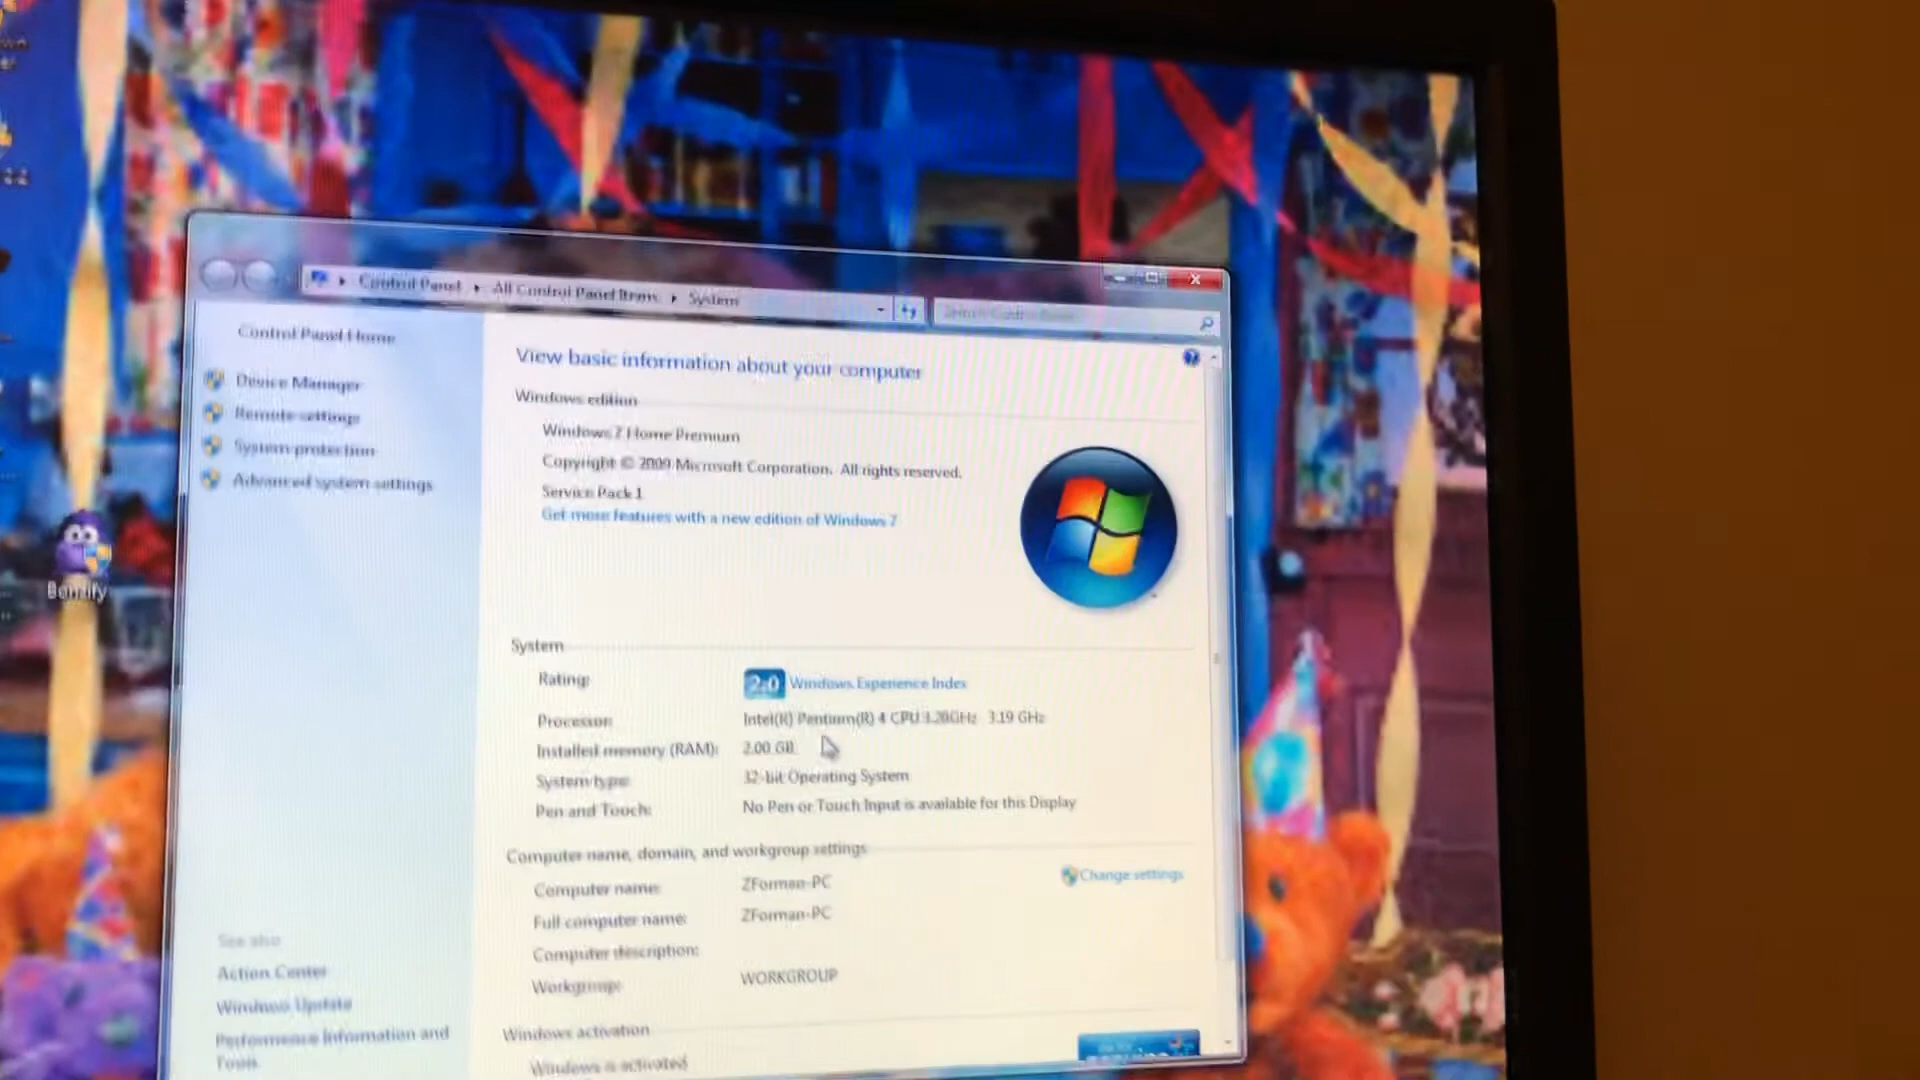 Control Panel ▸ All Control Panel Items ▸ System
Control Panel Home
Device Manager
Remote settings
System protection
Advanced system settings
View basic information about your computer
Windows edition
Windows 7 Home Premium
Copyright © 2009 Microsoft Corporation. All rights reserved.
Service Pack 1
Get more features with a new edition of Windows 7
System
Rating: 2.0 Windows Experience Index
Processor: Intel(R) Pentium(R) 4 CPU 3.20GHz 3.19 GHz
Installed memory (RAM): 2.00 GB
System type: 32-bit Operating System
Pen and Touch: No Pen or Touch Input is available for this Display
Computer name, domain, and workgroup settings
Computer name: ZForman-PC
Change settings
Full computer name: ZForman-PC
Computer description:
Workgroup: WORKGROUP
Windows activation
Windows is activated
See also
Action Center
Windows Update
Performance Information and
Tools